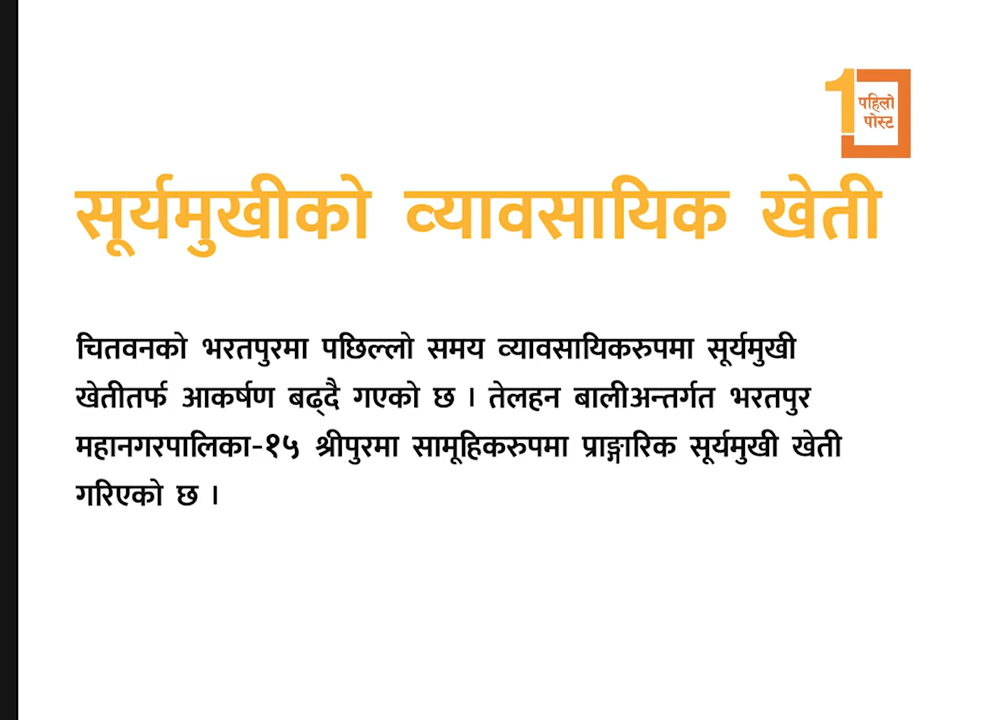 पहिलो
पोस्ट
सूर्यमुखीको व्यावसायिक खेती
चितवनको भरतपुरमा पछिल्लो समय व्यावसायिकरुपमा सूर्यमुखी
खेतीतर्फ आकर्षण बढ्दै गएको छ । तेलहन बालीअन्तर्गत भरतपुर
महानगरपालिका-१५ श्रीपुरमा सामूहिकरुपमा प्राङ्गारिक सूर्यमुखी खेती
गरिएको छ ।